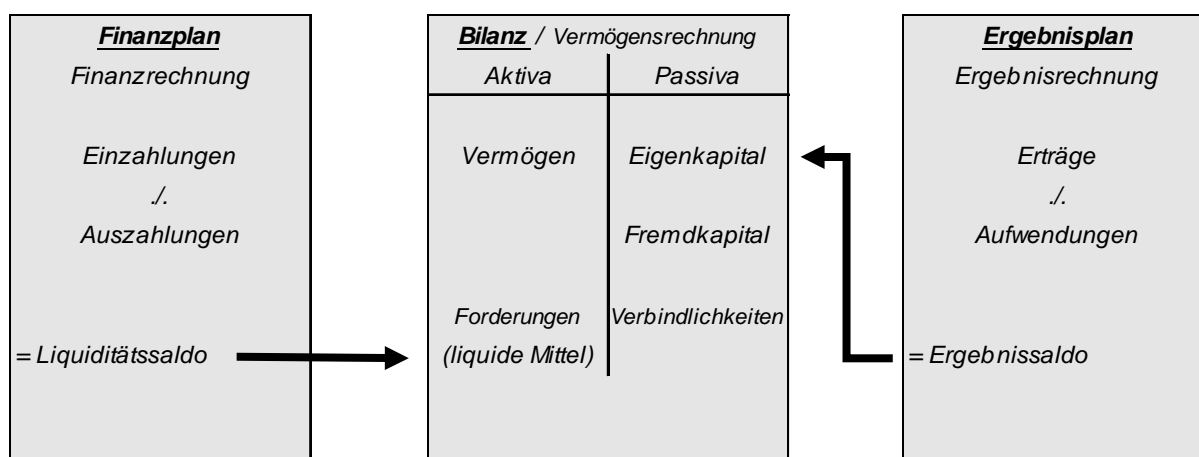 Finanzplan
Finanzrechnung
Einzahlungen
./.
Auszahlungen
= Liquiditätssaldo
Bilanz / Vermögensrechnung
Aktiva Passiva
Vermögen Eigenkapital
Fremdkapital
Forderungen Verbindlichkeiten
(liquide Mittel)
Ergebnisplan
Ergebnisrechnung
Erträge
./.
Aufwendungen
= Ergebnissaldo